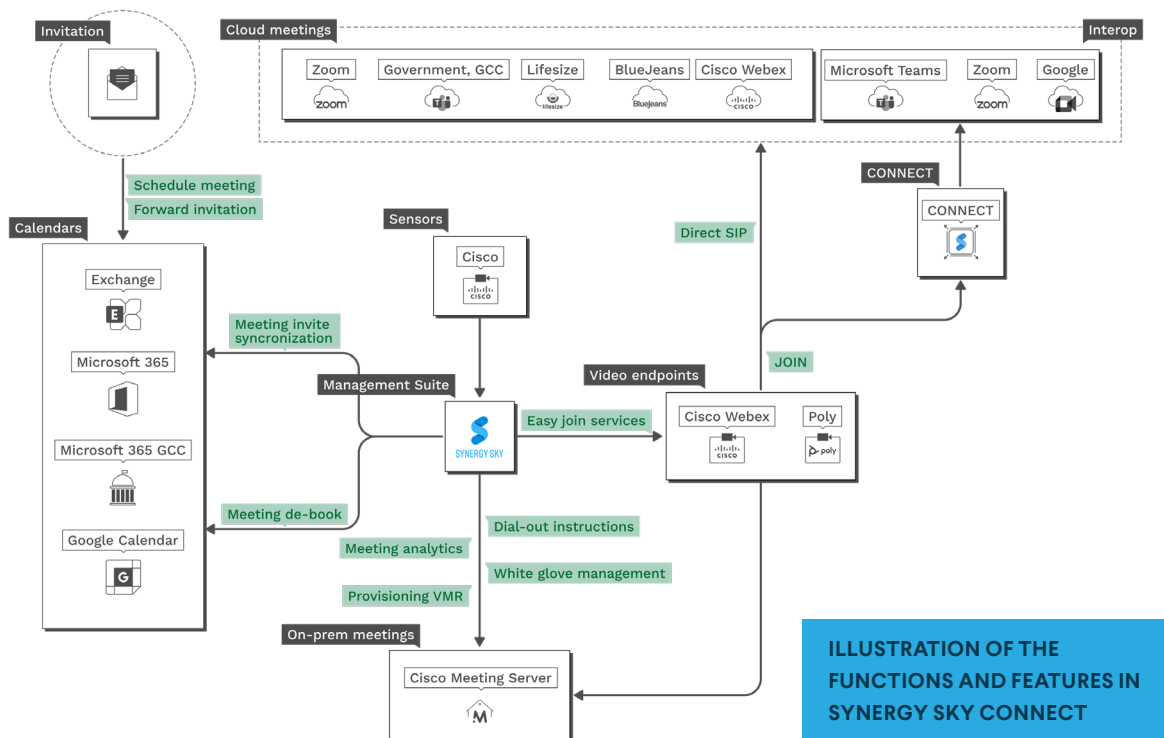 Invitation
Cloud meetings
Interop
Zoom
zoom
Government, GCC
T
Lifesize
lifesize
BlueJeans
BlueJeans
Cisco Webex
CISCO
Microsoft Teams
T
Zoom
zoom
Google
Schedule meeting
Forward invitation
CONNECT
CONNECT
S
Calendars
Exchange
E
Microsoft 365
Microsoft 365 GCC
Google Calendar
G
Sensors
Cisco
CISCO
Direct SIP
Meeting invite
syncronization
Management Suite
SYNERGY SKY
Easy join services
Video endpoints
JOIN
Cisco Webex
CISCO
Poly
poly
Meeting de-book
Dial-out instructions
Meeting analytics
White glove management
Provisioning VMR
On-prem meetings
Cisco Meeting Server
M
ILLUSTRATION OF THE
FUNCTIONS AND FEATURES IN
SYNERGY SKY CONNECT